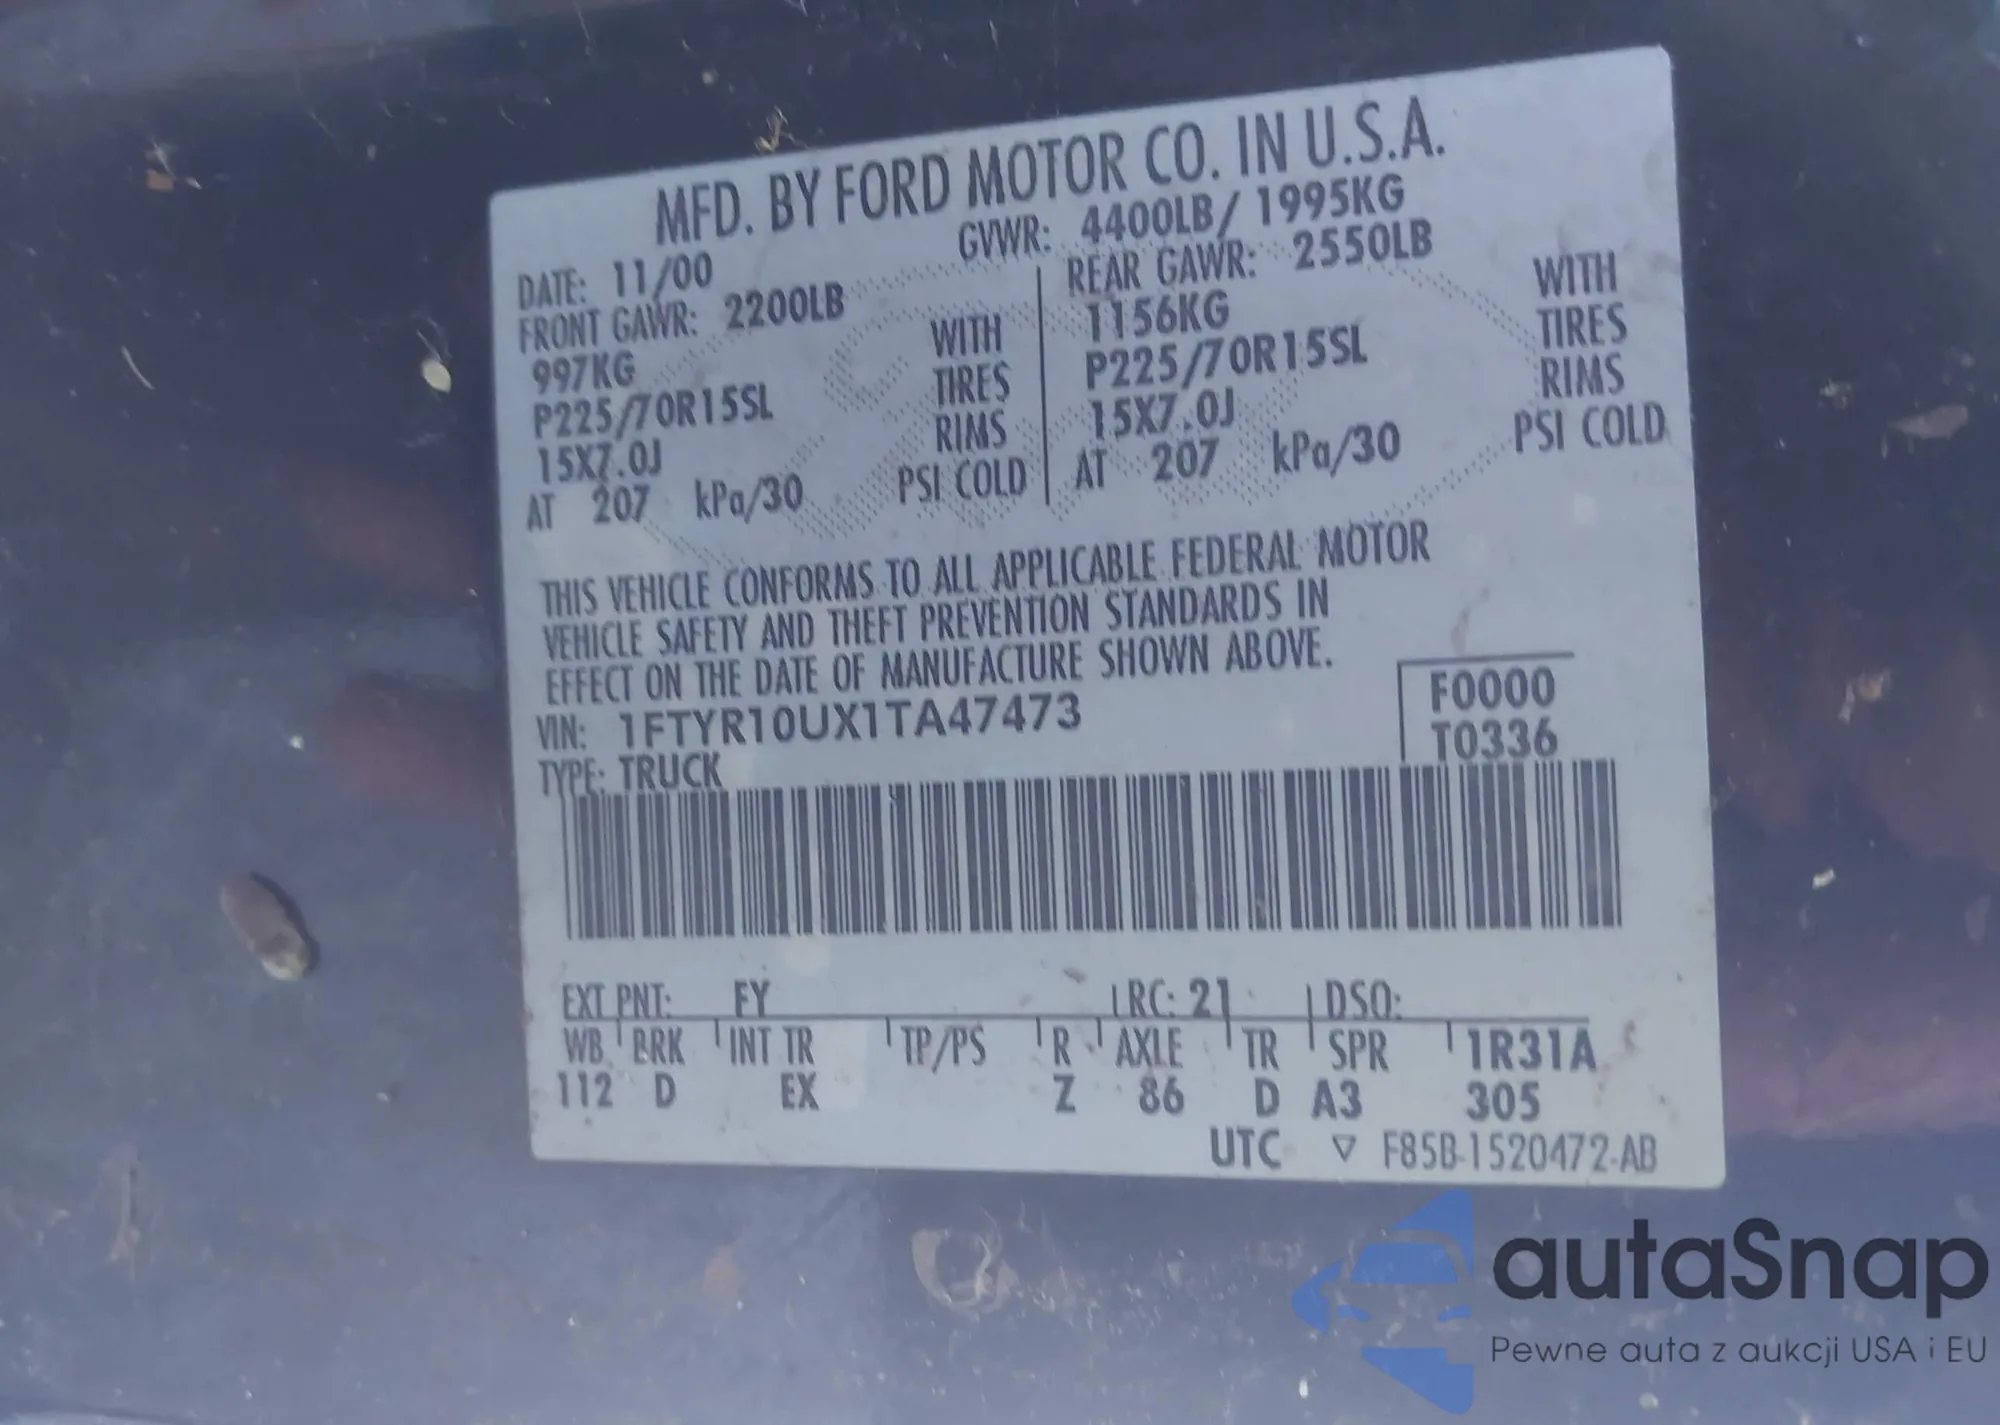 MFD. BY FORD MOTOR CO. IN U.S.A.
DATE: 11/00 GVWR: 4400LB/ 1995KG
FRONT GAWR: 2200LB
997KG WITH
P225/70R15SL TIRES
15X7.0J RIMS
AT 207 kPa/30 PSI COLD
REAR GAWR: 2550LB
1156KG WITH
P225/70R15SL TIRES
15X7.0J RIMS
AT 207 kPa/30 PSI COLD
THIS VEHICLE CONFORMS TO ALL APPLICABLE FEDERAL MOTOR
VEHICLE SAFETY AND THEFT PREVENTION STANDARDS IN
EFFECT ON THE DATE OF MANUFACTURE SHOWN ABOVE.
VIN: 1FTYR10UX1TA47473
TYPE: TRUCK
F0000
T0336
EXT PNT: FY RC: 21 DSO:
WB BRK INT TR TP/PS R AXLE TR SPR 1R31A
112 D EX Z 86 D A3 305
UTC ▽ F85B-1520472-AB
autaSnap
Pewne auta z aukcji USA i EU